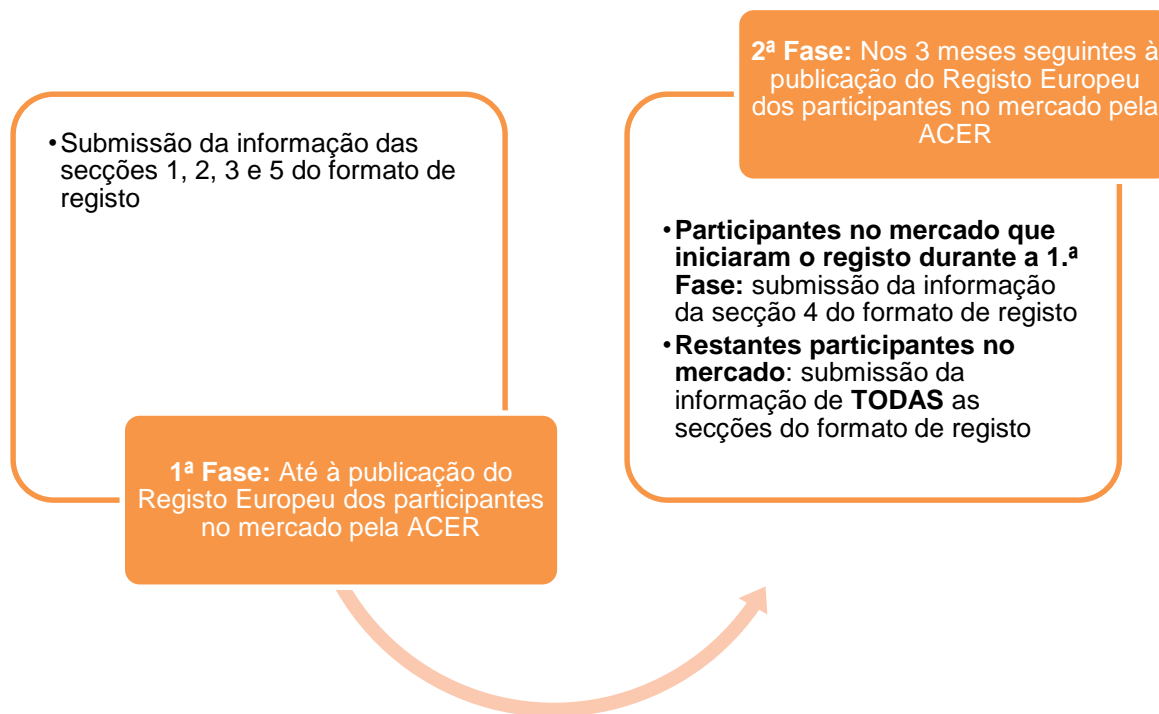 •Submissão da informação das
secções 1, 2, 3 e 5 do formato de
registo
1ª Fase: Até à publicação do
Registo Europeu dos participantes
no mercado pela ACER
2ª Fase: Nos 3 meses seguintes à
publicação do Registo Europeu
dos participantes no mercado pela
ACER
•Participantes no mercado que
iniciaram o registo durante a 1.ª
Fase: submissão da informação
da secção 4 do formato de registo
•Restantes participantes no
mercado: submissão da
informação de TODAS as
secções do formato de registo